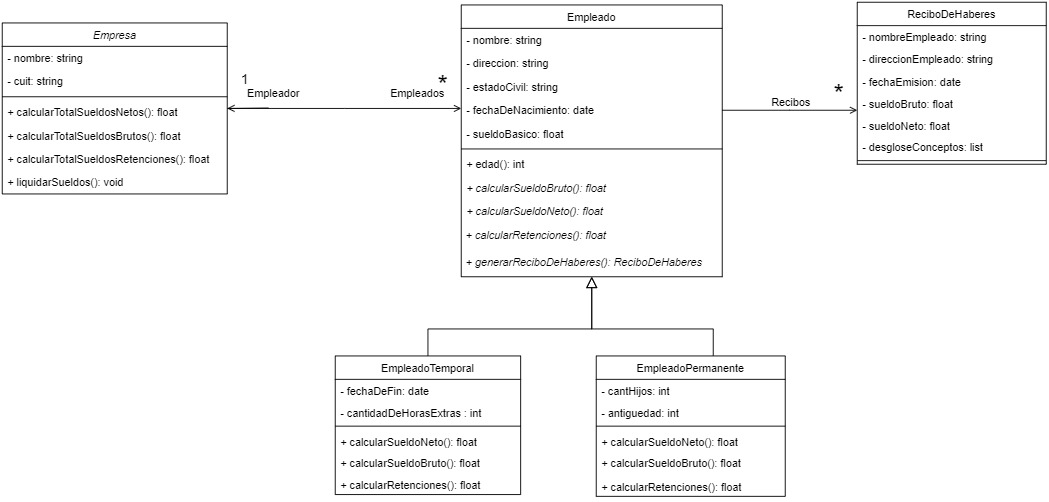 Empresa
- nombre: string
- cuit: string
+ calcularTotalSueldosNetos(): float
+ calcularTotalSueldosBrutos(): float
+ calcularTotalSueldosRetenciones(): float
+ liquidarSueldos(): void
1
Empleador
*
Empleados
Empleado
- nombre: string
- direccion: string
- estadoCivil: string
- fechaDeNacimiento: date
- sueldoBasico: float
+ edad(): int
+ calcularSueldoBruto(): float
+ calcularSueldoNeto(): float
+ calcularRetenciones(): float
+ generarReciboDeHaberes(): ReciboDeHaberes
*
Recibos
ReciboDeHaberes
- nombreEmpleado: string
- direccionEmpleado: string
- fechaEmision: date
- sueldoBruto: float
- sueldoNeto: float
- desgloseConceptos: list
EmpleadoTemporal
- fechaDeFin: date
- cantidadDeHorasExtras : int
+ calcularSueldoNeto(): float
+ calcularSueldoBruto(): float
+ calcularRetenciones(): float
EmpleadoPermanente
- cantHijos: int
- antiguedad: int
+ calcularSueldoNeto(): float
+ calcularSueldoBruto(): float
+ calcularRetenciones(): float